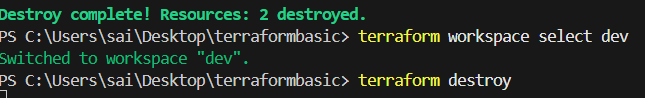 Destroy complete! Resources: 2 destroyed.
PS C:\Users\sai\Desktop\terraformbasic> terraform workspace select dev
Switched to workspace "dev".
PS C:\Users\sai\Desktop\terraformbasic> terraform destroy